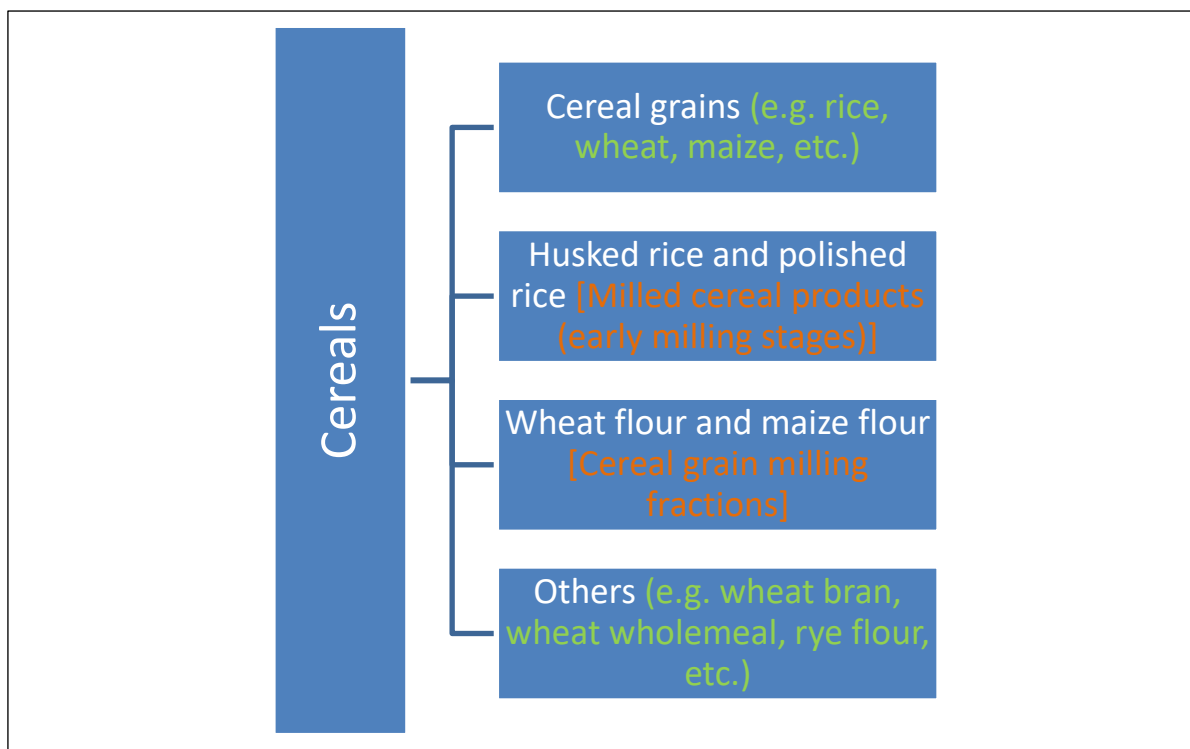 Cereals
Cereal grains (e.g. rice,
wheat, maize, etc.)
Husked rice and polished
rice [Milled cereal products
(early milling stages)]
Wheat flour and maize flour
[Cereal grain milling
fractions]
Others (e.g. wheat bran,
wheat wholemeal, rye flour,
etc.)